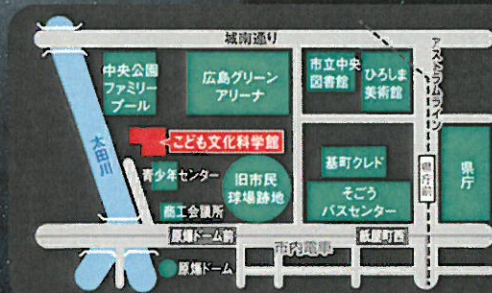 城南通り
中央公園
ファミリー
プール
広島グリーン
アリーナ
市立中央
図書館
ひろしま
美術館
アストラムライン
太田川
こども文化科学館
青少年センター
旧市民
球場跡地
基町クレド
県庁前
県庁
商工会議所
そごう
バスセンター
原爆ドーム前
市内電車
紙屋町西
原爆ドーム